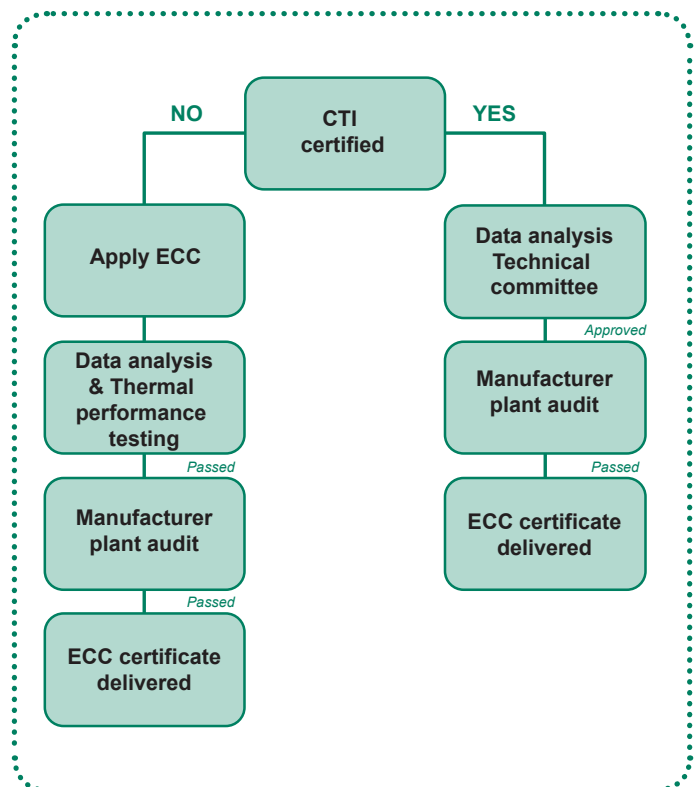 CTI
certified
NO
YES
Apply ECC
Data analysis
& Thermal
performance
testing
Passed
Manufacturer
plant audit
Passed
ECC certificate
delivered
Data analysis
Technical
committee
Approved
Manufacturer
plant audit
Passed
ECC certificate
delivered